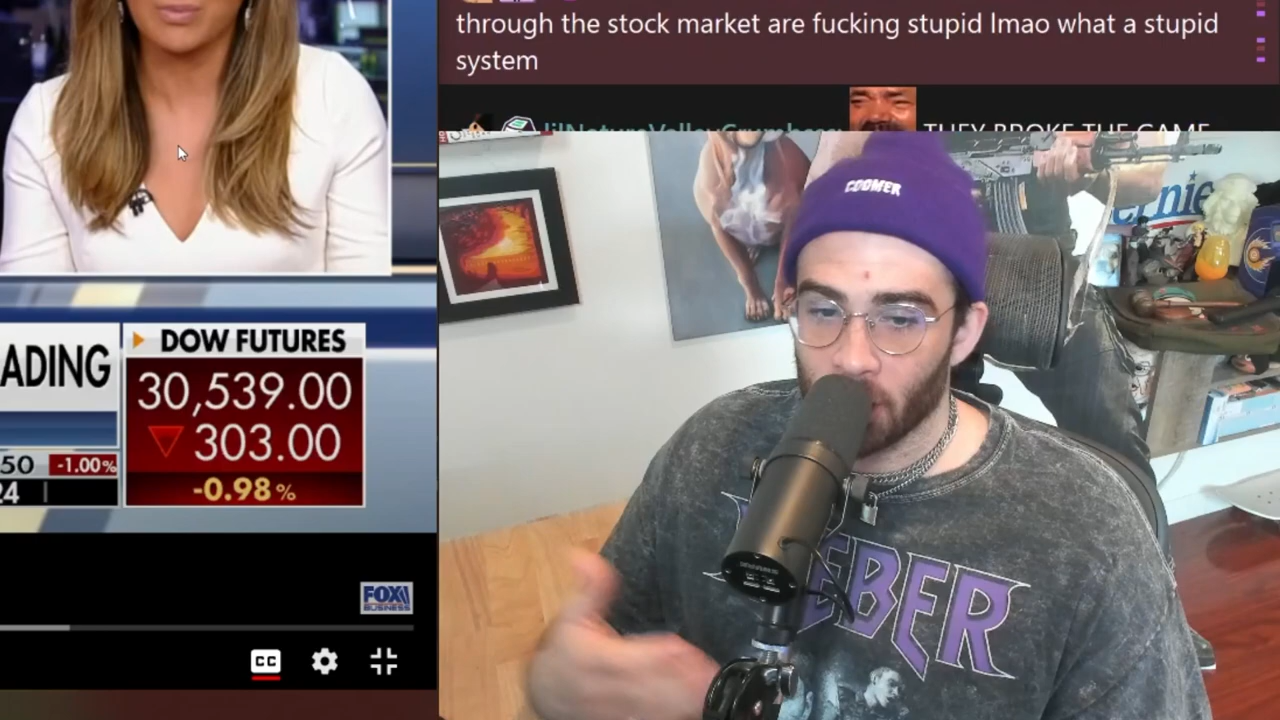 through the stock market are fucking stupid lmao what a stupid
system
THEY BROKE THE GAME
COOMER
ernie
ADING
DOW FUTURES
30,539.00
303.00
50 -1.00%
24
-0.98%
EBER
FOX
BUSINESS
CC